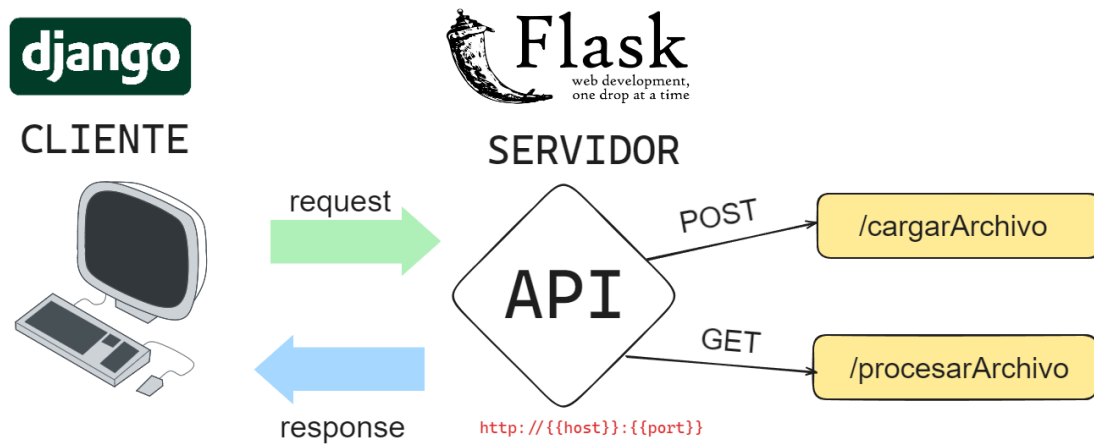 django
Flask
web development,
one drop at a time
CLIENTE
SERVIDOR
request
API
POST
/cargarArchivo
GET
/procesarArchivo
response
http://{{host}}:{{port}}